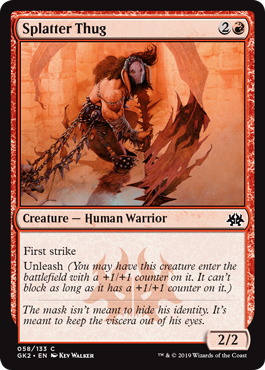 Splatter Thug 2
Creature — Human Warrior
First strike
Unleash (You may have this creature enter the
battlefield with a +1/+1 counter on it. It can't
block as long as it has a +1/+1 counter on it.)
The mask isn't meant to hide his identity. It's
meant to keep the viscera out of his eyes.
2/2
058/133 C
GK2 • EN Key Walker
™ & © 2019 Wizards of the Coast